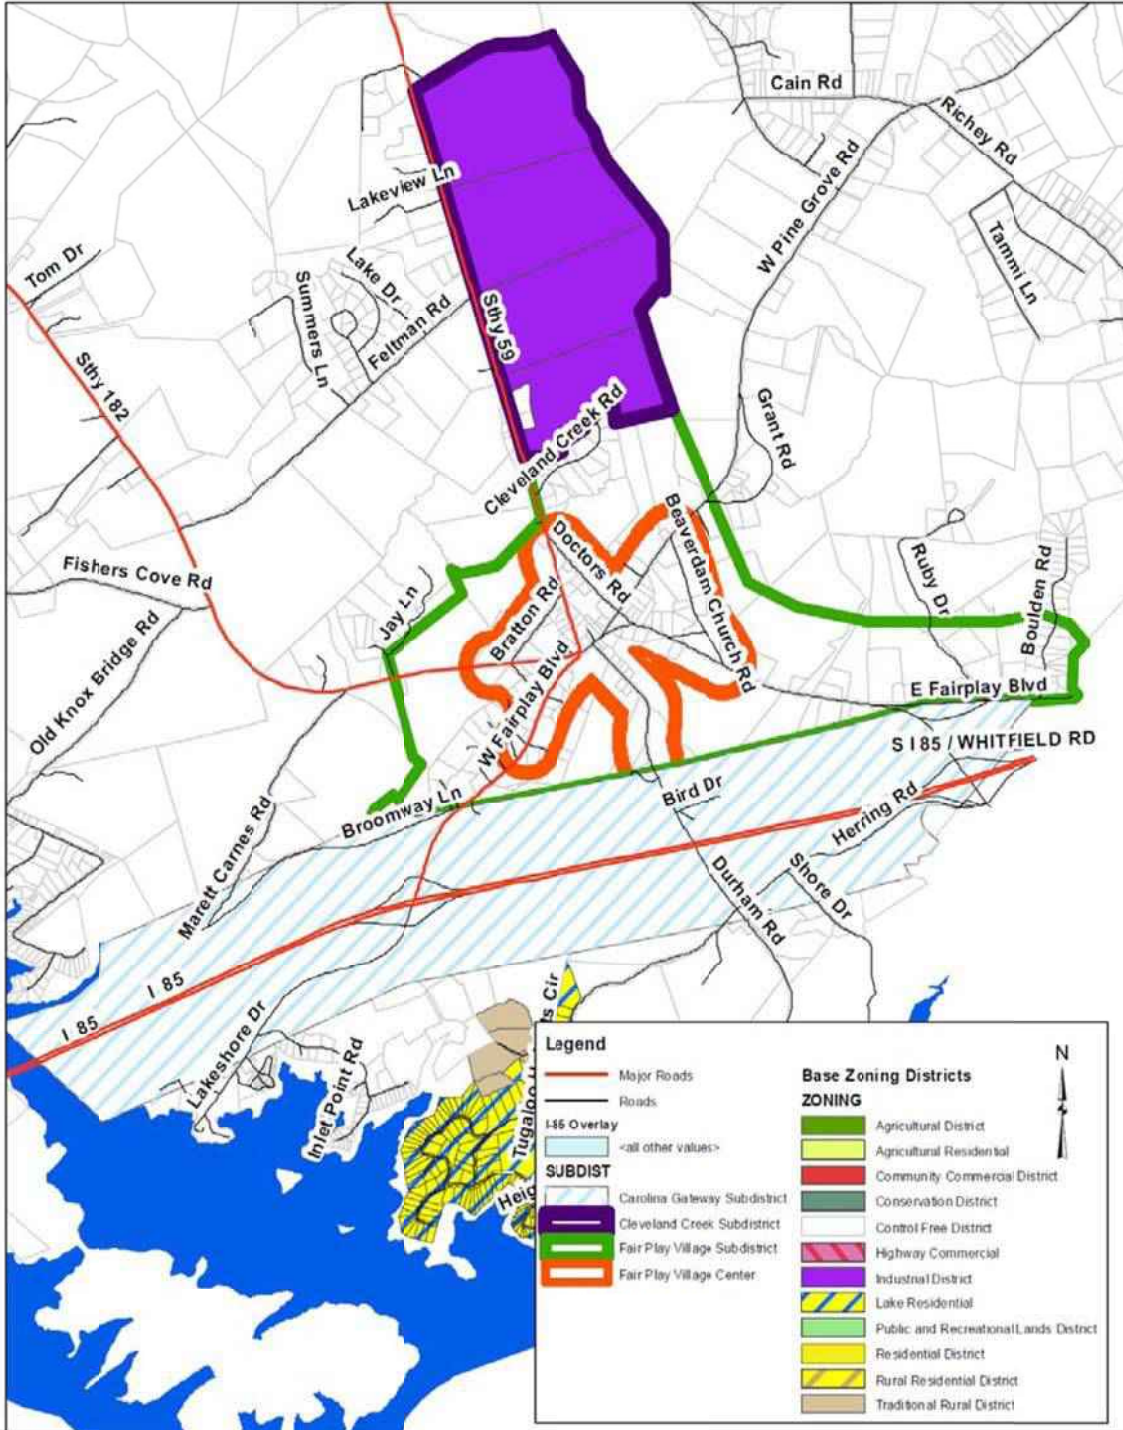 Cain Rd
Richey Rd
Lakeview Ln
W Pine Grove Rd
Tom Dr
Lake Dr
Tammi Ln
Summers Ln
Sthy 59
Feltman Rd
Sthy 182
Cleveland Creek Rd
Grant Rd
Beaverdam Church Rd
Doctors Rd
Fishers Cove Rd
Jay Ln
Bratton Rd
Ruby Dr
Boulden Rd
Old Knox Bridge Rd
W Fairplay Blvd
E Fairplay Blvd
S I 85 / WHITFIELD RD
Broomway Ln
Bird Dr
Herring Rd
Marett Carnes Rd
Shore Dr
Durham Rd
I 85
I 85
Lakeshore Dr
Inlet Point Rd
ts Cir
Tugaloo H
Heig
Legend
Major Roads
Roads
I-85 Overlay
<all other values>
SUBDIST
Carolina Gateway Subdistrict
Cleveland Creek Subdistrict
Fair Play Village Subdistrict
Fair Play Village Center
N
Base Zoning Districts
ZONING
Agricultural District
Agricultural Residential
Community Commercial District
Conservation District
Control Free District
Highway Commercial
Industrial District
Lake Residential
Public and Recreational Lands District
Residential District
Rural Residential District
Traditional Rural District